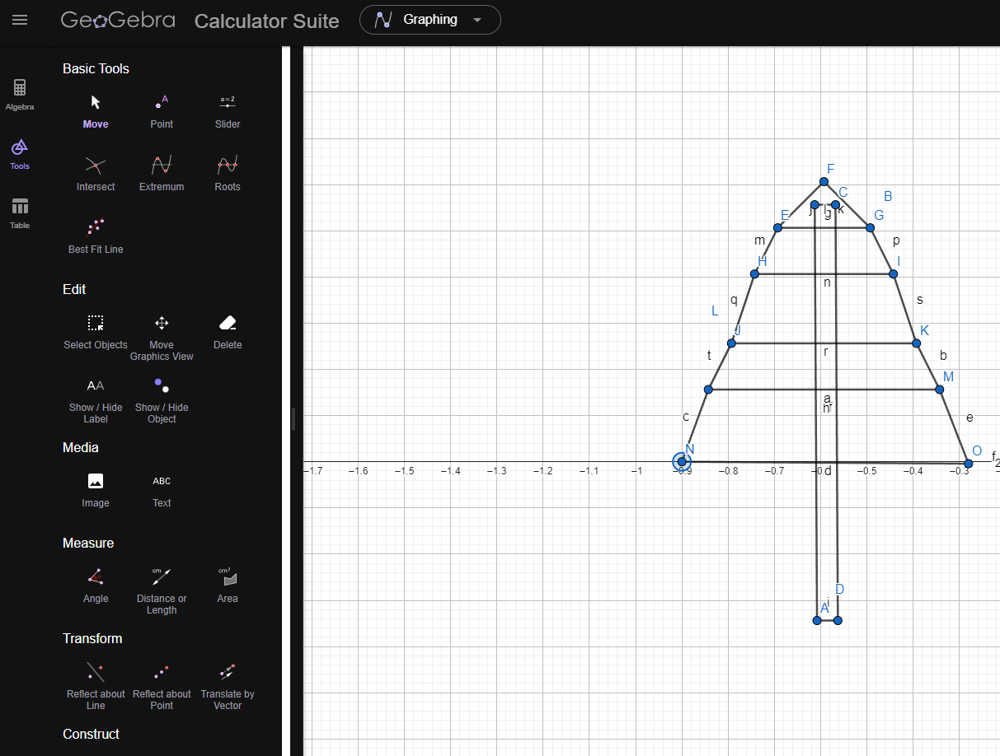 GeoGebra Calculator Suite Graphing
Algebra
Tools
Table
Basic Tools
Move Point Slider
A
a=2
Intersect Extremum Roots
Best Fit Line
Edit
Select Objects Move Graphics View Delete
AA
Show / Hide Label Show / Hide Object
Media
ABC
Image Text
Measure
cm cm²
Angle Distance or Length Area
Transform
Reflect about Line Reflect about Point Translate by Vector
Construct
F
C B
j l k
g
E G
m p
H I
n
q s
L
J K
r
t b
M
a
h
c e
N O
−1.7 −1.6 −1.5 −1.4 −1.3 −1.2 −1.1 −1 −0.9 −0.8 −0.7 −0.6 d −0.5 −0.4 −0.3
f
2
D
A i